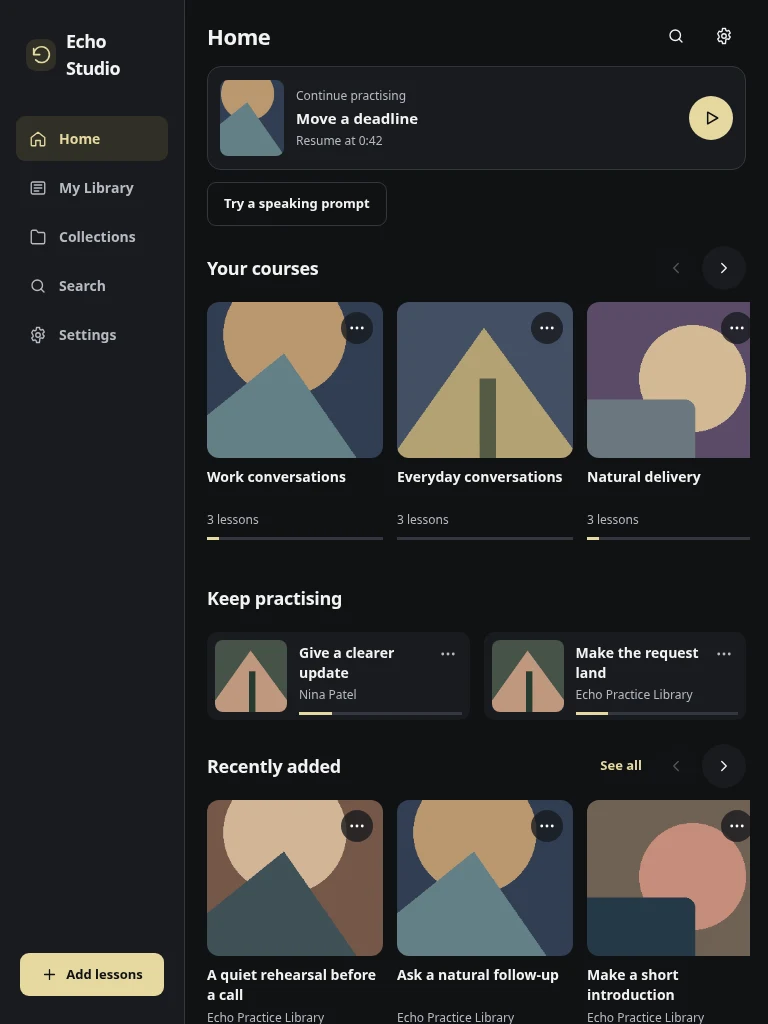 Echo
Studio
Home
My Library
Collections
Search
Settings
Add lessons
Home
Continue practising
Move a deadline
Resume at 0:42
Try a speaking prompt
Your courses
Work conversations
3 lessons
Everyday conversations
3 lessons
Natural delivery
3 lessons
Keep practising
Give a clearer
update
Nina Patel
Make the request
land
Echo Practice Library
Recently added
See all
A quiet rehearsal before
a call
Echo Practice Library
Ask a natural follow-up
Echo Practice Library
Make a short
introduction
Echo Practice Library